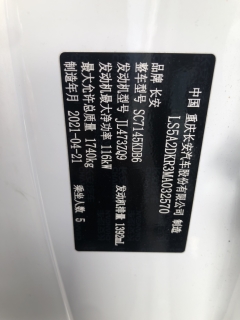 中国 重庆长安汽车股份有限公司 制造
LS5A2DKR3MA032570
品牌 长安
整车型号 SC7145KDB6
发动机型号 JL473ZQ9
发动机排量 1392mL
发动机最大净功率 116kW
最大允许总质量 1740kg
乘坐人数 5
制造年月 2021-04-21